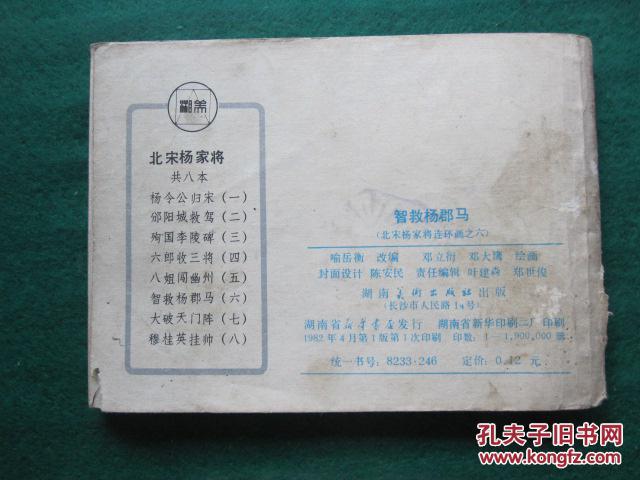 湘美
北宋杨家将
共八本
杨令公归宋(一)
邠阳城救驾(二)
殉国李陵碑(三)
六郎收三将(四)
八姐闯幽州(五)
智救杨郡马(六)
大破天门阵(七)
穆桂英挂帅(八)
智救杨郡马
(北宋杨家将连环画之六)
喻岳衡 改编 邓立衍 邓大鹰 绘画
封面设计 陈安民 责任编辑 叶建森 郑世俊
湖南美术出版社出版
(长沙市人民路14号)
湖南省新华书店发行 湖南省新华印刷二厂印刷
1982年4月第1版第1次印刷 印数:1—1,900,000册
统一书号:8233·246 定价:0.12元
孔夫子旧书网
www.kongfz.com